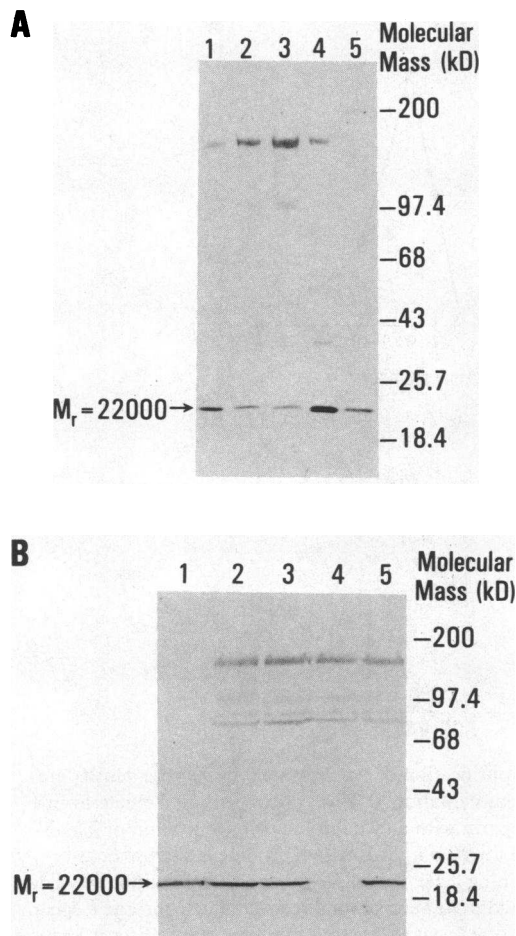 A
1 2 3 4 5
Molecular
Mass (kD)
–200
–97.4
–68
–43
–25.7
–18.4
Mr = 22000→
B
1 2 3 4 5
Molecular
Mass (kD)
–200
–97.4
–68
–43
–25.7
–18.4
Mr = 22000→